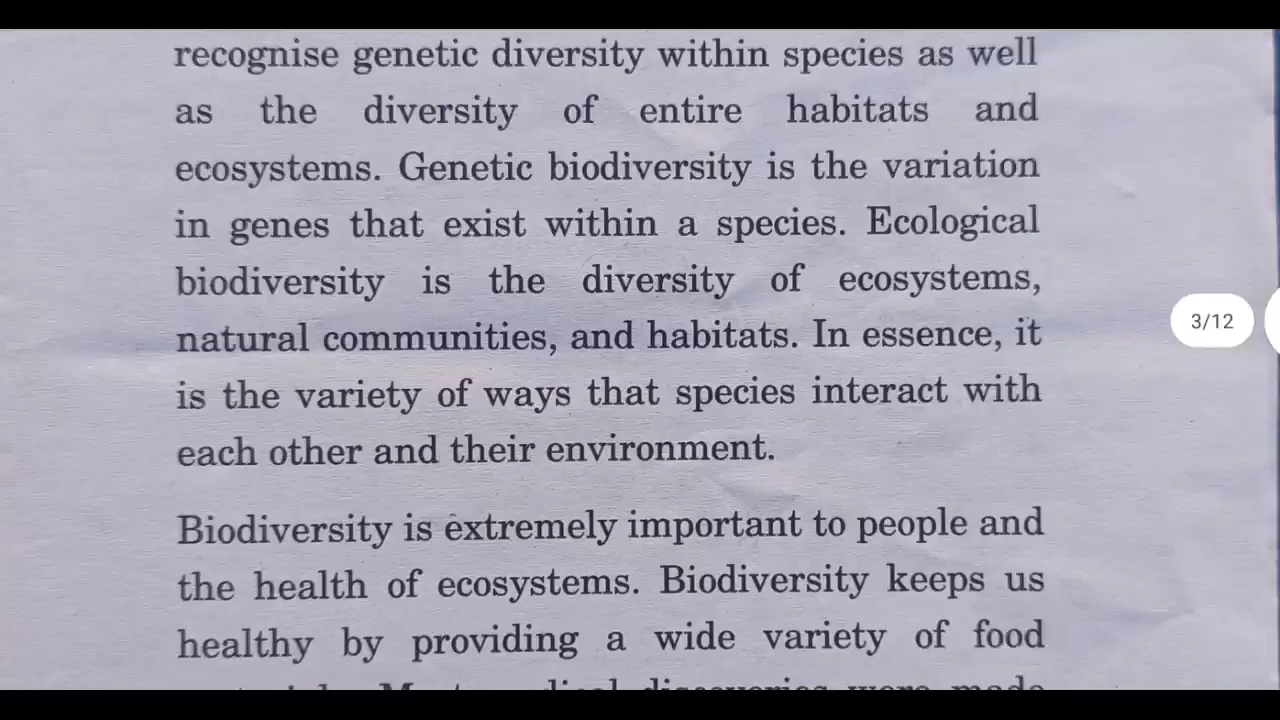 recognise genetic diversity within species as well
as the diversity of entire habitats and
ecosystems. Genetic biodiversity is the variation
in genes that exist within a species. Ecological
biodiversity is the diversity of ecosystems,
natural communities, and habitats. In essence, it
is the variety of ways that species interact with
each other and their environment.
3/12
Biodiversity is extremely important to people and
the health of ecosystems. Biodiversity keeps us
healthy by providing a wide variety of food
discoveries were made